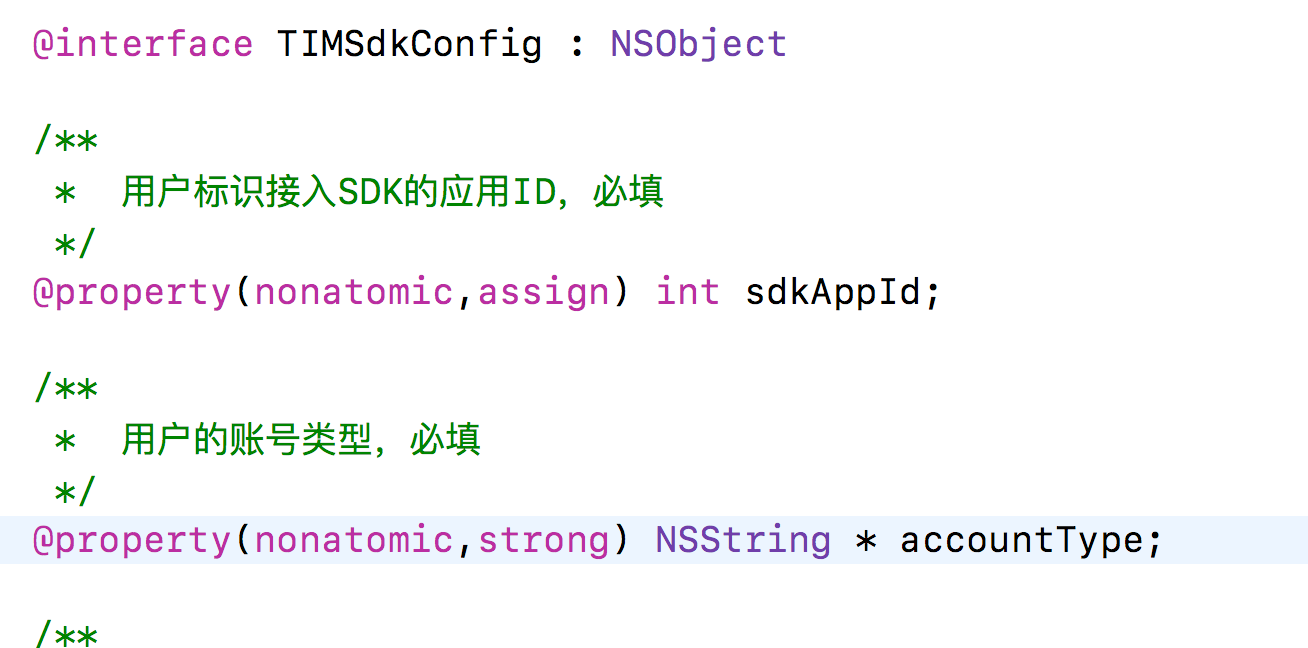 @interface TIMSdkConfig : NSObject
/**
 *  用户标识接入SDK的应用ID，必填
 */
@property(nonatomic,assign) int sdkAppId;
/**
 *  用户的账号类型，必填
 */
@property(nonatomic,strong) NSString * accountType;
/**